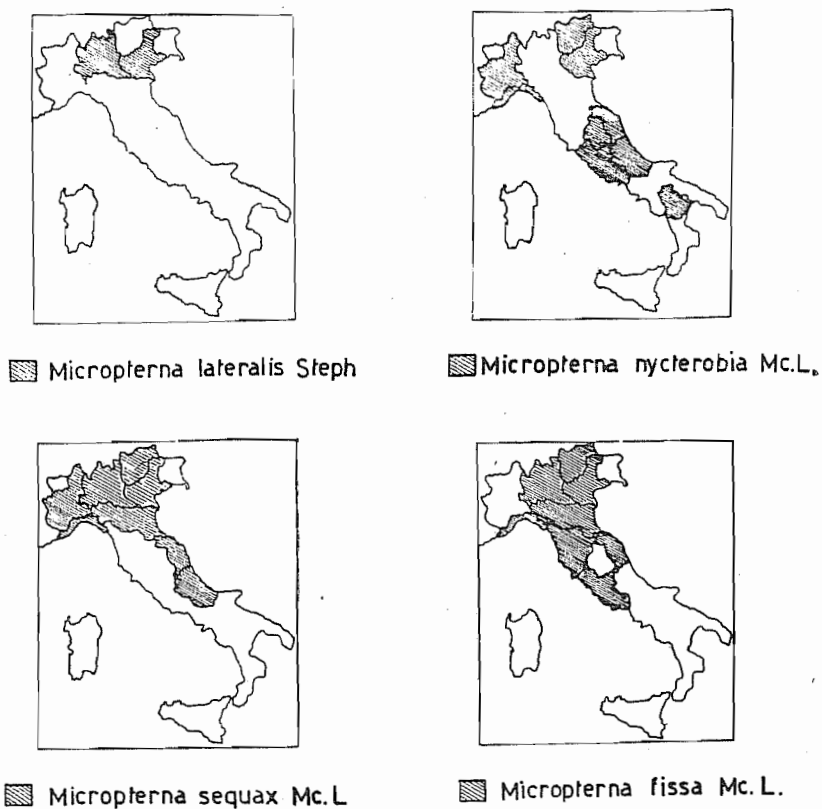 Micropterna lateralis Steph
Micropterna nycterobia Mc.L.
Micropterna sequax Mc.L
Micropterna fissa Mc.L.